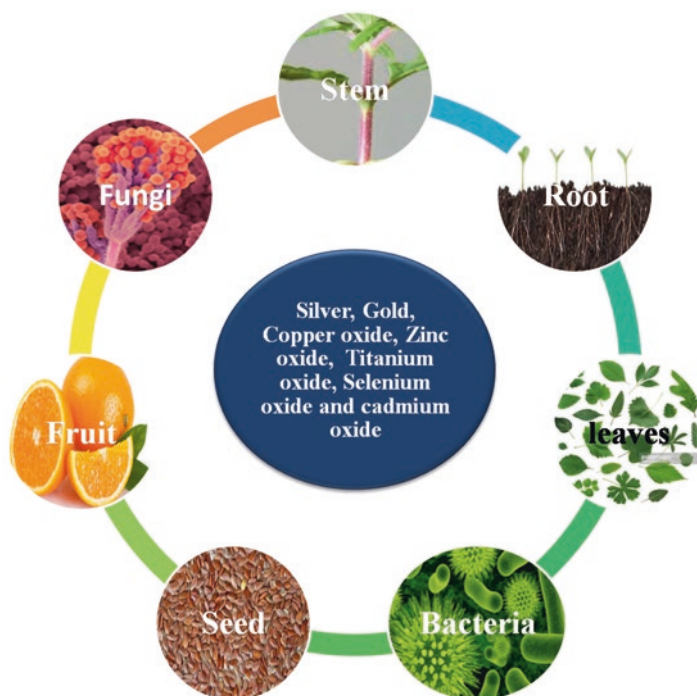 Stem
Root
leaves
Bacteria
Seed
Fruit
Fungi
Silver, Gold,
Copper oxide, Zinc
oxide, Titanium
oxide, Selenium
oxide and cadmium
oxide